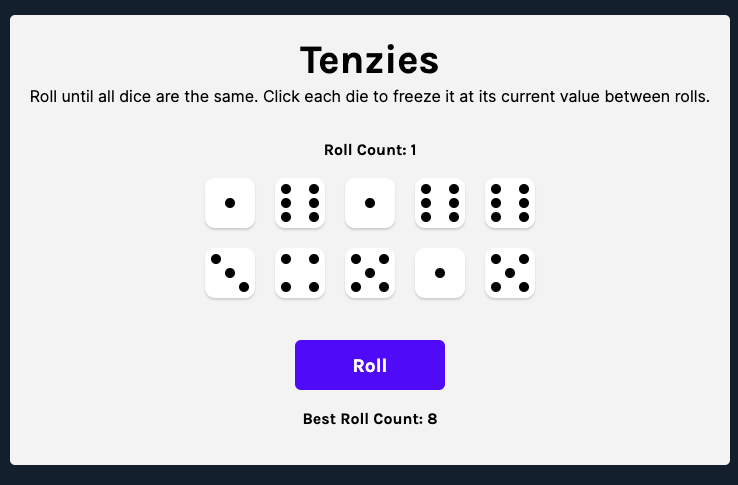 Tenzies
Roll until all dice are the same. Click each die to freeze it at its current value between rolls.
Roll Count: 1
Roll
Best Roll Count: 8